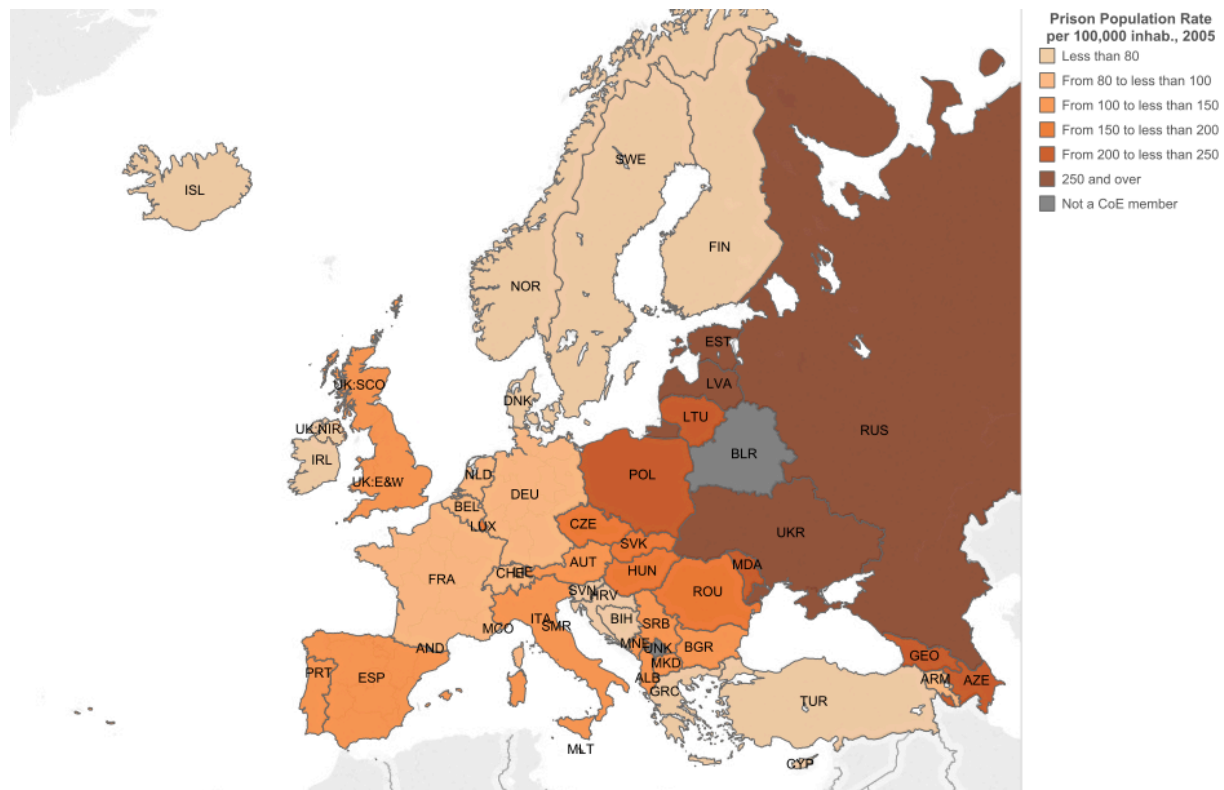 Prison Population Rate
per 100,000 inhab., 2005
Less than 80
From 80 to less than 100
From 100 to less than 150
From 150 to less than 200
From 200 to less than 250
250 and over
Not a CoE member
SWE
ISL
FIN
NOR
EST
LVA
UK:SCO
DNK
LTU
UK:NIR
RUS
IRL
BLR
NLD
POL
UK:E&W
DEU
BEL
CZE
LUX
UKR
SVK
AUT
MDA
HUN
CHE
FRA
SVN
ROU
HRV
BIH
ITA
SRB
SMR
MCO
MNE
UNK
BGR
AND
GEO
MKD
PRT
ESP
ALB
ARM
AZE
GRC
TUR
MLT
CYP